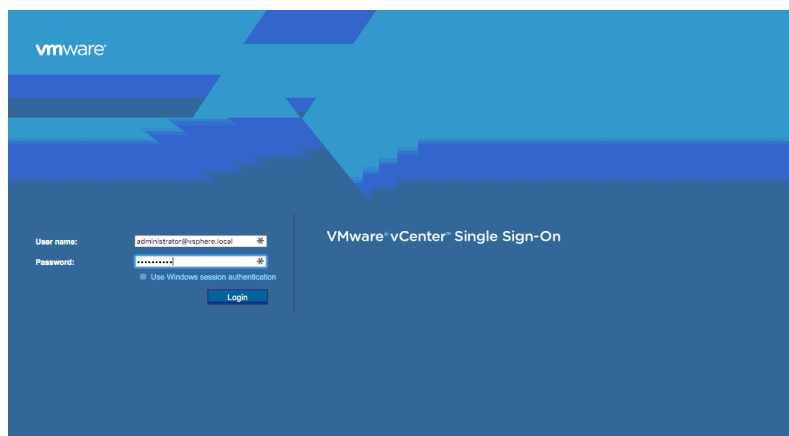 vmware®
User name:
administrator@vsphere.local
VMware® vCenter™ Single Sign-On
Password:
Use Windows session authentication
Login